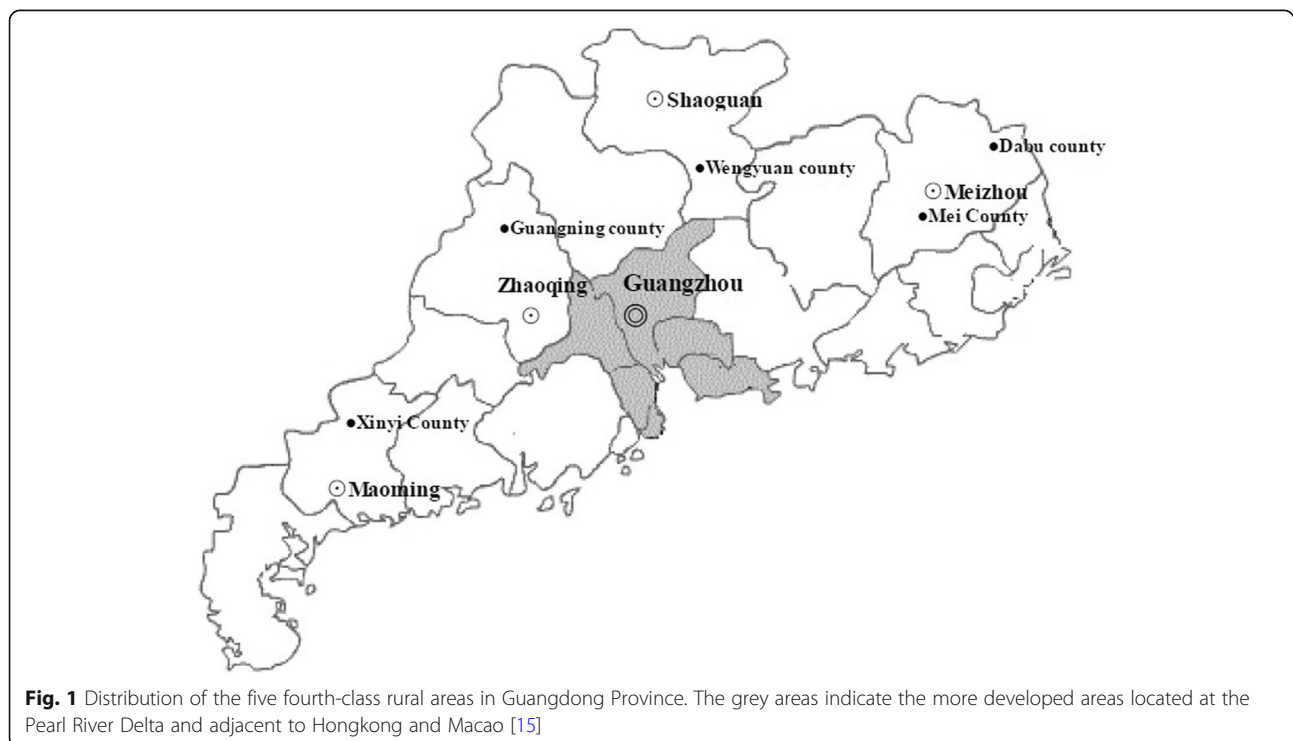 Shaoguan
Dabu county
Wengyuan county
Meizhou
Mei County
Guangning county
Zhaoqing
Guangzhou
Xinyi County
Maoming
Fig. 1 Distribution of the five fourth-class rural areas in Guangdong Province. The grey areas indicate the more developed areas located at the
Pearl River Delta and adjacent to Hongkong and Macao [15]